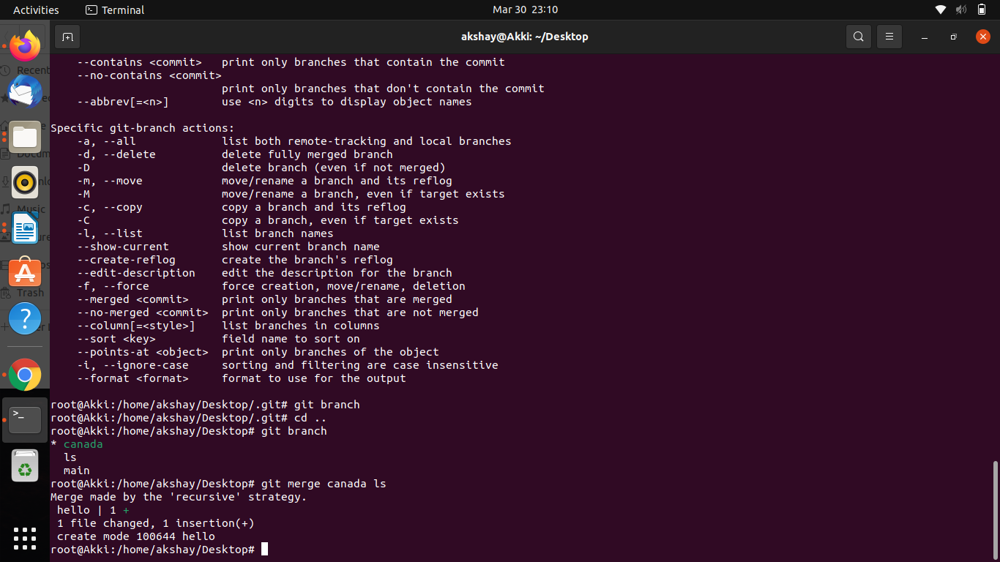 Activities
Terminal
Mar 30 23:10
akshay@Akki: ~/Desktop
Recent
Music
Trash
    --contains <commit>   print only branches that contain the commit
    --no-contains <commit>
                          print only branches that don't contain the commit
    --abbrev[=<n>]        use <n> digits to display object names
Specific git-branch actions:
    -a, --all             list both remote-tracking and local branches
    -d, --delete          delete fully merged branch
    -D                    delete branch (even if not merged)
    -m, --move            move/rename a branch and its reflog
    -M                    move/rename a branch, even if target exists
    -c, --copy            copy a branch and its reflog
    -C                    copy a branch, even if target exists
    -l, --list            list branch names
    --show-current        show current branch name
    --create-reflog       create the branch's reflog
    --edit-description    edit the description for the branch
    -f, --force           force creation, move/rename, deletion
    --merged <commit>     print only branches that are merged
    --no-merged <commit>  print only branches that are not merged
    --column[=<style>]    list branches in columns
    --sort <key>          field name to sort on
    --points-at <object>  print only branches of the object
    -i, --ignore-case     sorting and filtering are case insensitive
    --format <format>     format to use for the output
root@Akki:/home/akshay/Desktop/.git# git branch
root@Akki:/home/akshay/Desktop/.git# cd ..
root@Akki:/home/akshay/Desktop# git branch
* canada
  ls
  main
root@Akki:/home/akshay/Desktop# git merge canada ls
Merge made by the 'recursive' strategy.
 hello | 1 +
 1 file changed, 1 insertion(+)
 create mode 100644 hello
root@Akki:/home/akshay/Desktop#